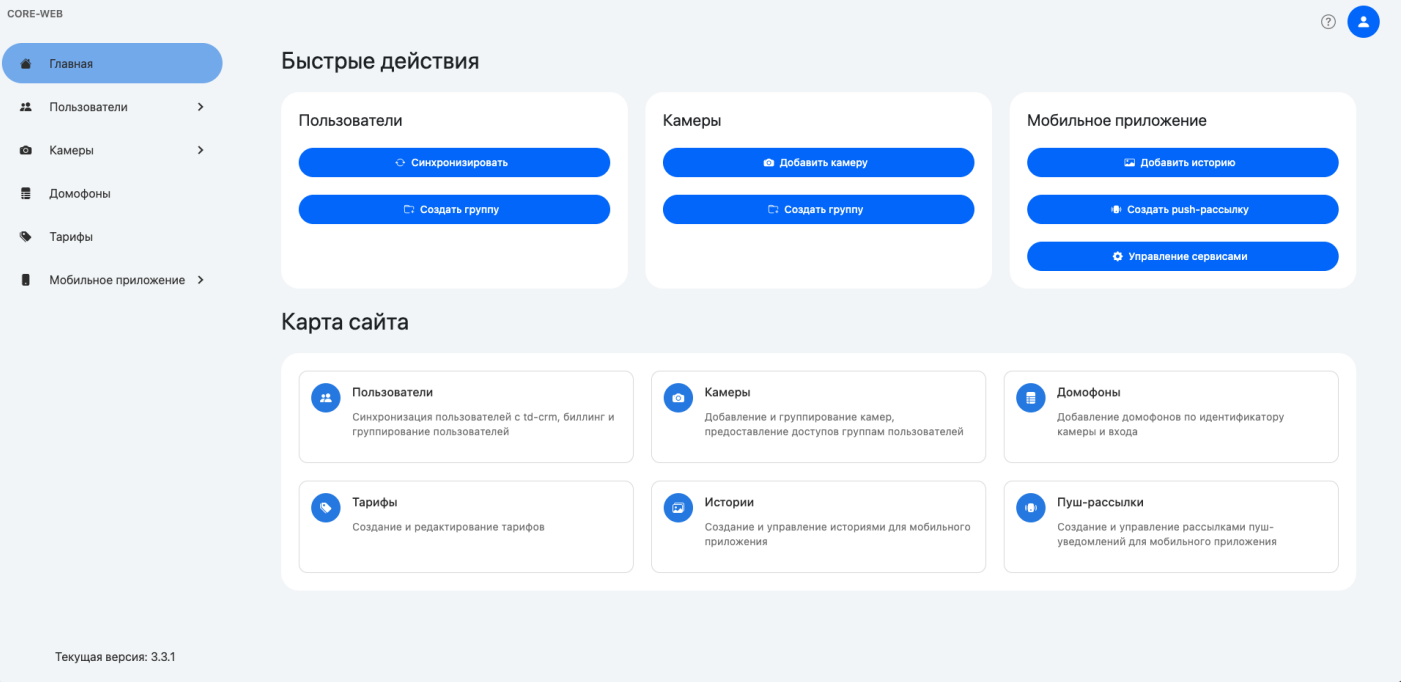 CORE-WEB
?
Главная
Пользователи
Камеры
Домофоны
Тарифы
Мобильное приложение
Быстрые действия
Пользователи
Синхронизировать
Создать группу
Камеры
Добавить камеру
Создать группу
Мобильное приложение
Добавить историю
Создать push-рассылку
Управление сервисами
Карта сайта
Пользователи
Синхронизация пользователей с td-crm, биллинг и
группирование пользователей
Камеры
Добавление и группирование камер,
предоставление доступов группам пользователей
Домофоны
Добавление домофонов по идентификатору
камеры и входа
Тарифы
Создание и редактирование тарифов
Истории
Создание и управление историями для мобильного
приложения
Пуш-рассылки
Создание и управление рассылками пуш-
уведомлений для мобильного приложения
Текущая версия: 3.3.1